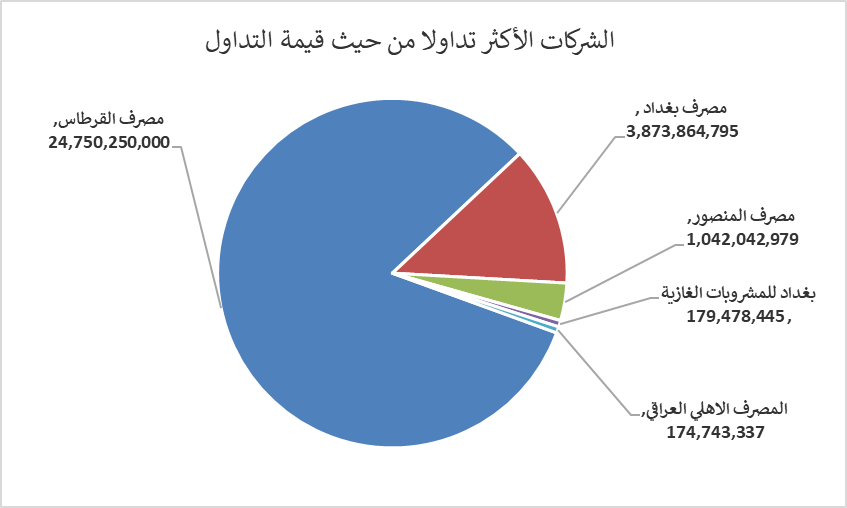 الشركات الأكثر تداولا من حيث قيمة التداول
مصرف القرطاس,
24,750,250,000
مصرف بغداد ,
3,873,864,795
مصرف المنصور,
1,042,042,979
بغداد للمشروبات الغازية
, 179,478,445
المصرف الاهلي العراقي,
174,743,337